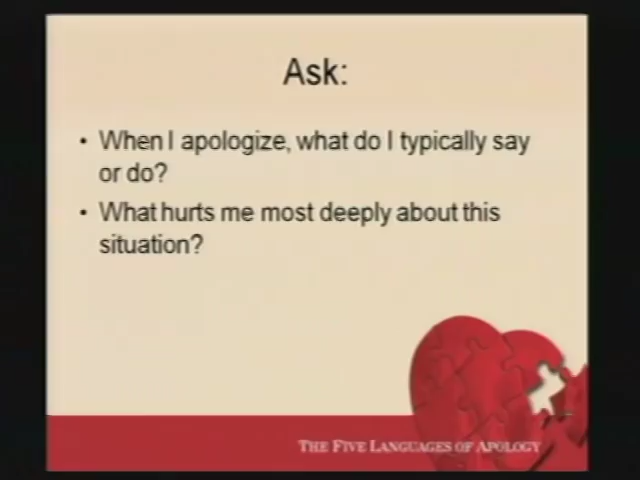 Ask:
• When I apologize, what do I typically say
or do?
• What hurts me most deeply about this
situation?
THE FIVE LANGUAGES OF APOLOGY